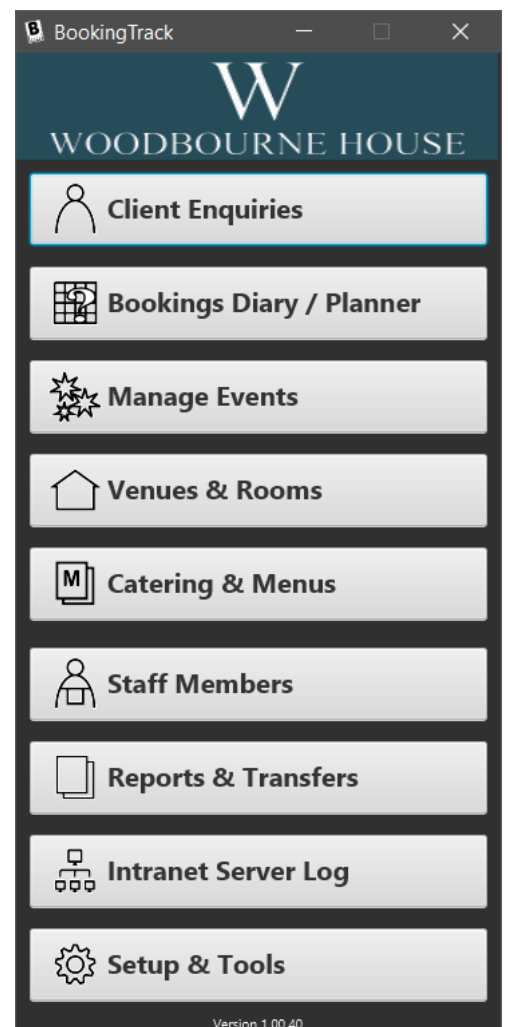 BookingTrack
W
WOODBOURNE HOUSE
Client Enquiries
Bookings Diary / Planner
Manage Events
Venues & Rooms
M Catering & Menus
Staff Members
Reports & Transfers
Intranet Server Log
Setup & Tools
Version 1.00.40